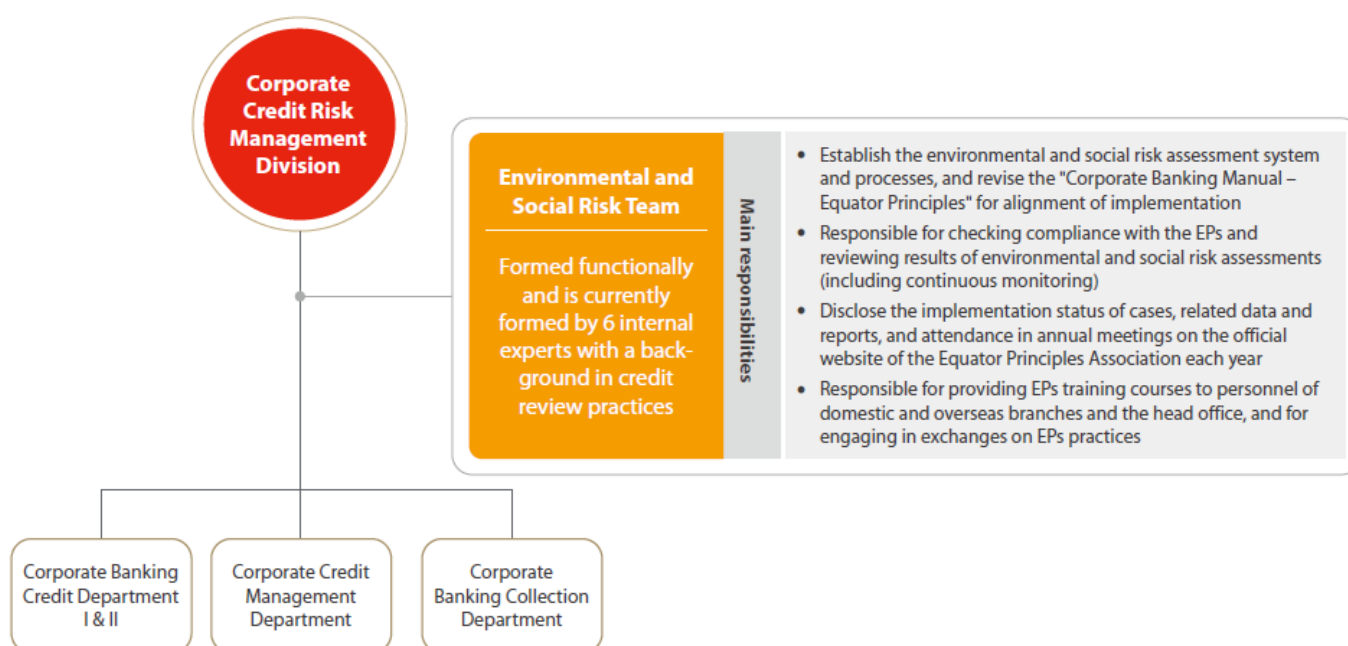 Corporate
Credit Risk
Management
Division
Environmental and
Social Risk Team
Formed functionally
and is currently
formed by 6 internal
experts with a back-
ground in credit
review practices
Main responsibilities
• Establish the environmental and social risk assessment system
and processes, and revise the "Corporate Banking Manual –
Equator Principles" for alignment of implementation
• Responsible for checking compliance with the EPs and
reviewing results of environmental and social risk assessments
(including continuous monitoring)
• Disclose the implementation status of cases, related data and
reports, and attendance in annual meetings on the official
website of the Equator Principles Association each year
• Responsible for providing EPs training courses to personnel of
domestic and overseas branches and the head office, and for
engaging in exchanges on EPs practices
Corporate Banking
Credit Department
I & II
Corporate Credit
Management
Department
Corporate
Banking Collection
Department